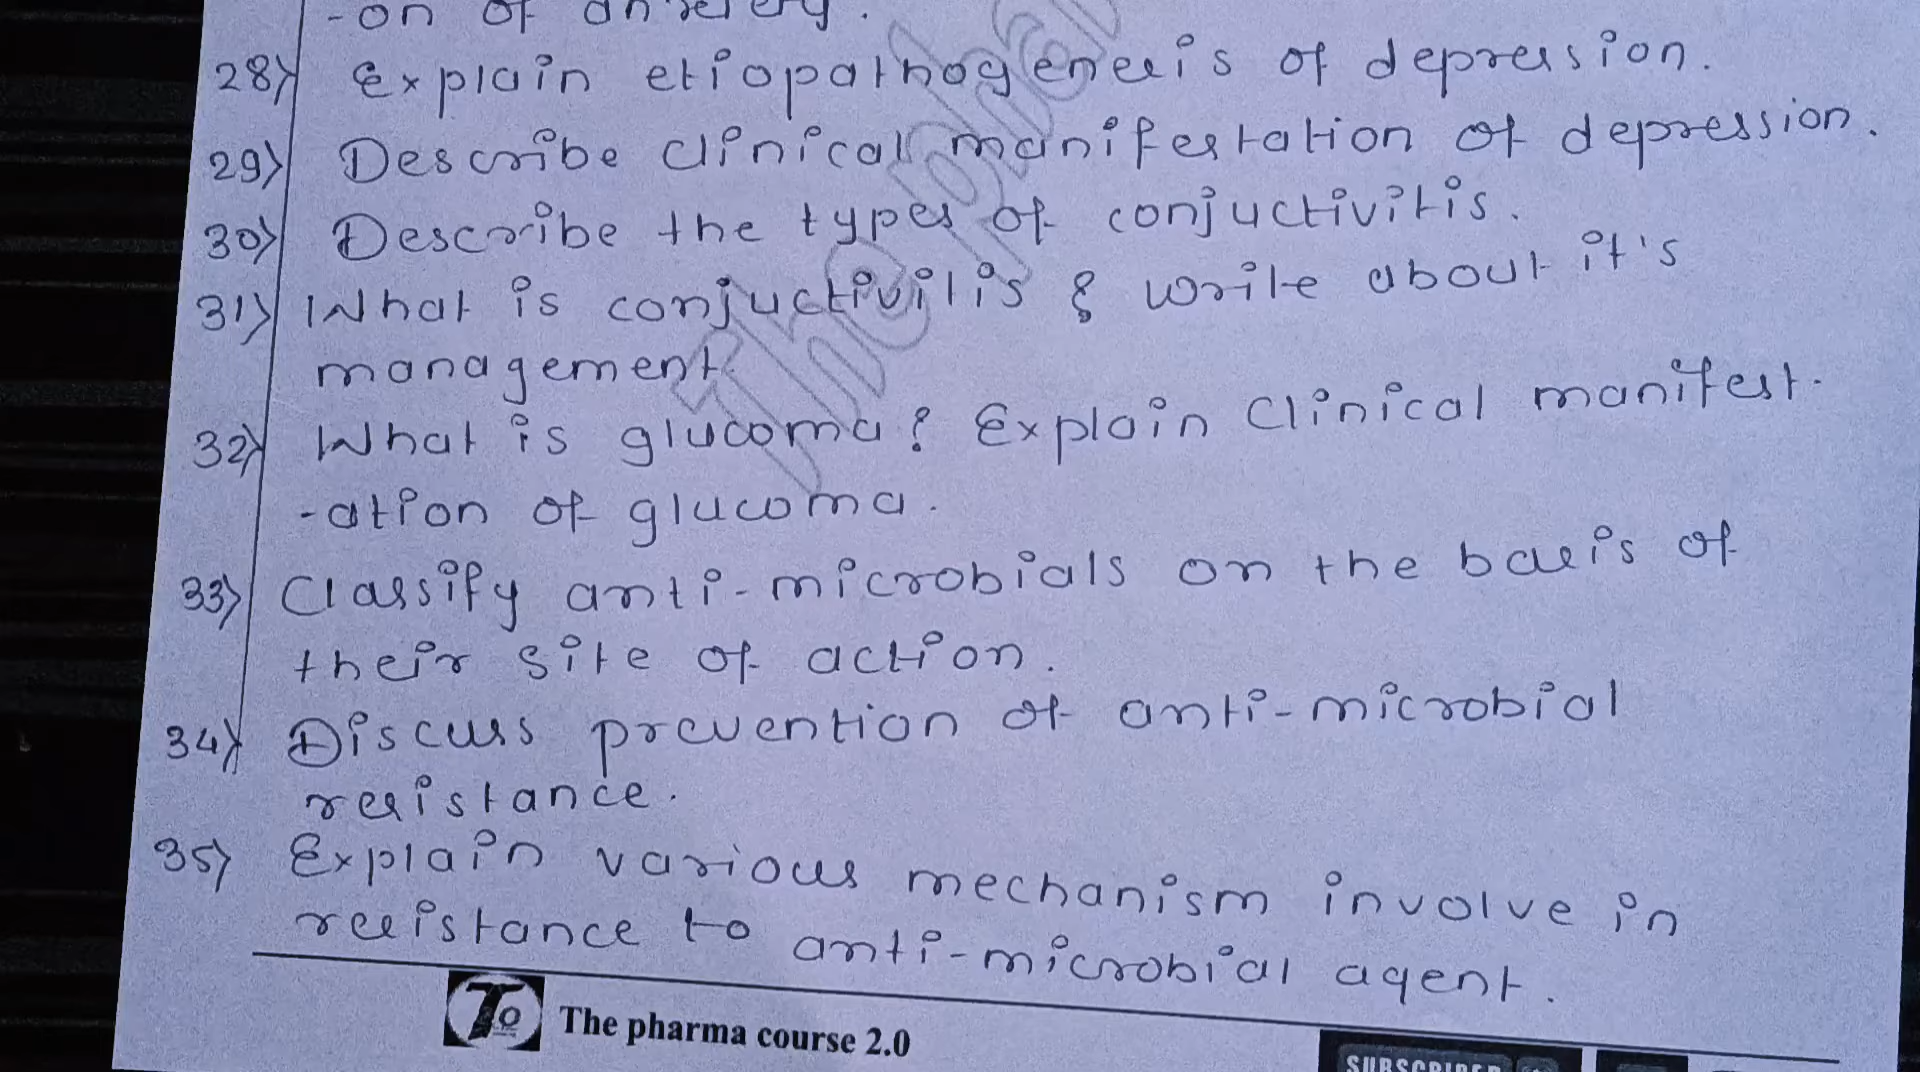 -on of anxiety.
28) Explain etiopathogenesis of depression.
29) Describe clinical manifestation of depression.
30) Describe the types of conjuctivitis.
31) What is conjuctivitis & write about it's
management.
32) What is glucoma? Explain Clinical manifest-
-ation of glucoma.
33) Classify anti-microbials on the basis of
their site of action.
34) Discuss prevention of anti-microbial
resistance.
35) Explain various mechanism involve in
resistance to anti-microbial agent.
The pharma course 2.0
SUBSCRIBER